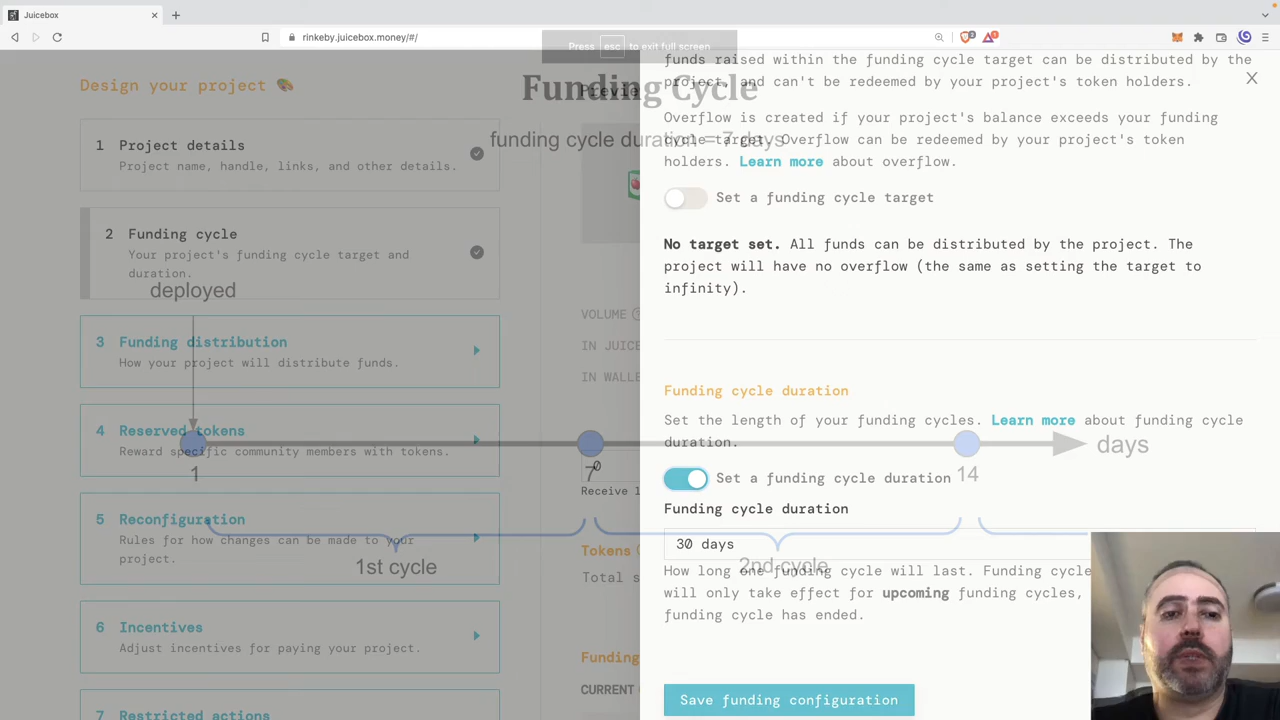 Juicebox
rinkeby.juicebox.money/#/
Press esc to exit full screen
Design your project
1 Project details
Project name, handle, links, and other details.
2 Funding cycle
Your project's funding cycle target and
duration.
3 Funding distribution
How your project will distribute funds.
4 Reserved tokens
Reward specific community members with tokens.
5 Reconfiguration
Rules for how changes can be made to your
project.
6 Incentives
Adjust incentives for paying your project.
7 Restricted actions
VOLUME
IN
IN
Receive
Tokens
Total
Funding
CURRENT
Funding Cycle
funding cycle duration = 7 days
deployed
1
7
14
days
1st cycle
2nd cycle
funds raised within the funding cycle target can be distributed by the
project, and can't be redeemed by your project's token holders.
Overflow is created if your project's balance exceeds your funding
cycle target. Overflow can be redeemed by your project's token
holders. Learn more about overflow.
Set a funding cycle target
No target set. All funds can be distributed by the project. The
project will have no overflow (the same as setting the target to
infinity).
Funding cycle duration
Set the length of your funding cycles. Learn more about funding cycle
duration.
Set a funding cycle duration
Funding cycle duration
30 days
How long one funding cycle will last. Funding cycle
will only take effect for upcoming funding cycles,
funding cycle has ended.
Save funding configuration